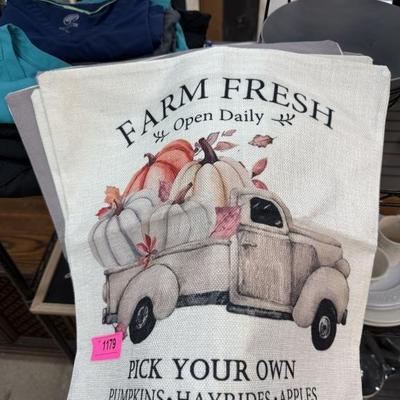 FARM FRESH
Open Daily
1179
PICK YOUR OWN
PUMPKINS • HAYRIDES • APPLES